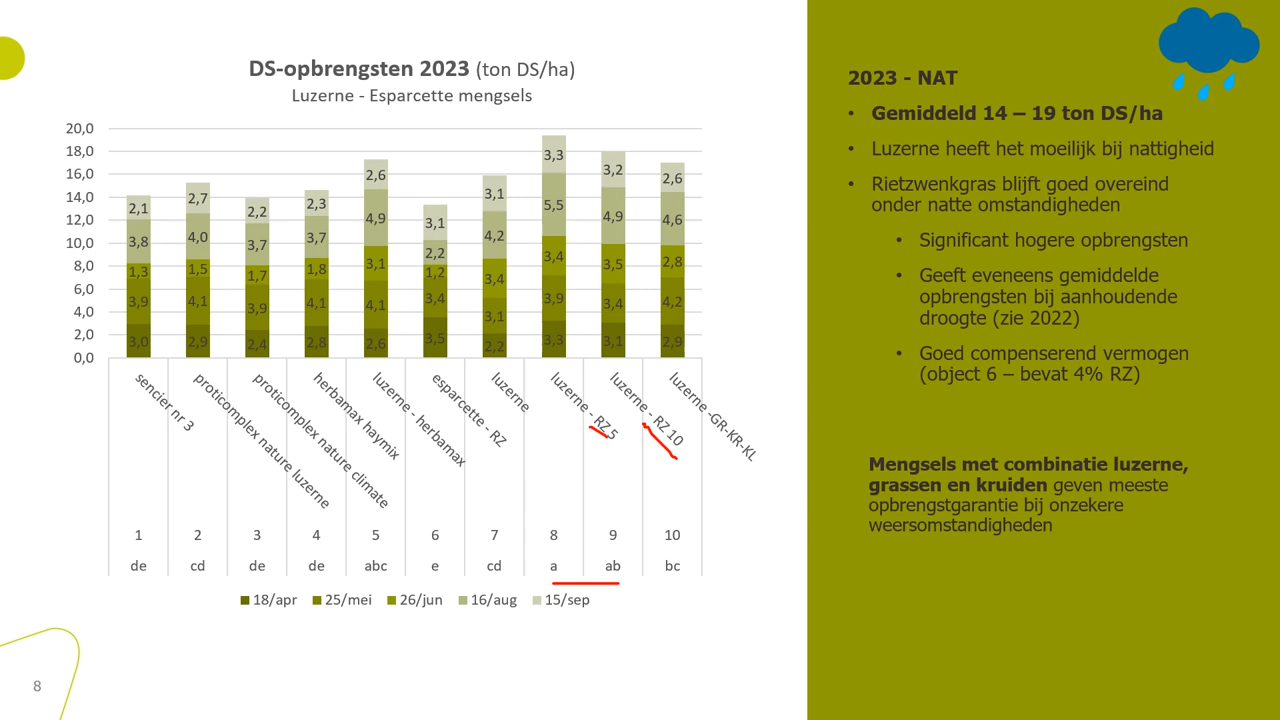 DS-opbrengsten 2023 (ton DS/ha)
Luzerne - Esparcette mengsels
20,0
18,0
16,0
14,0
12,0
10,0
8,0
6,0
4,0
2,0
0,0
2,1
3,8
1,3
3,9
3,0
2,7
4,0
1,5
4,1
2,9
2,2
3,7
1,7
3,9
2,4
2,3
3,7
1,8
4,1
2,8
2,6
4,9
3,1
4,1
2,6
3,1
2,2
1,2
3,4
3,5
3,1
4,2
3,4
3,1
2,2
3,3
5,5
3,4
3,9
3,3
3,2
4,9
3,5
3,4
3,1
2,6
4,6
2,8
4,2
2,9
sencier nr 3
proticomplex nature luzerne
proticomplex nature climate
herbamax haymix
luzerne - herbamax
esparcette - RZ
luzerne
luzerne - RZ 5
luzerne - RZ 10
luzerne -GR-KR-KL
1 2 3 4 5 6 7 8 9 10
de cd de de abc e cd a ab bc
18/apr 25/mei 26/jun 16/aug 15/sep
8
2023 - NAT
• Gemiddeld 14 – 19 ton DS/ha
• Luzerne heeft het moeilijk bij nattigheid
• Rietzwenkgras blijft goed overeind
onder natte omstandigheden
• Significant hogere opbrengsten
• Geeft eveneens gemiddelde
opbrengsten bij aanhoudende
droogte (zie 2022)
• Goed compenserend vermogen
(object 6 – bevat 4% RZ)
Mengsels met combinatie luzerne,
grassen en kruiden geven meeste
opbrengstgarantie bij onzekere
weersomstandigheden